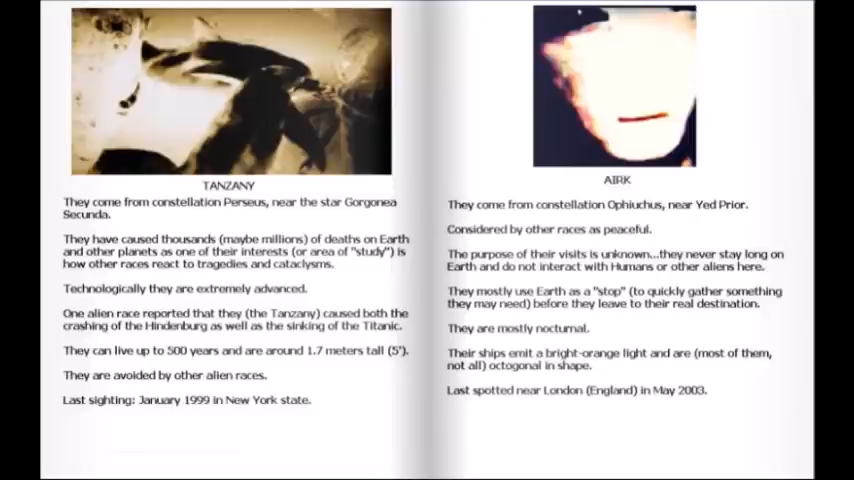 TANZANY
They come from constellation Perseus, near the star Gorgonea
Secunda.
They have caused thousands (maybe millions) of deaths on Earth
and other planets as one of their interests (or area of "study") is
how other races react to tragedies and cataclysms.
Technologically they are extremely advanced.
One alien race reported that they (the Tanzany) caused both the
crashing of the Hindenburg as well as the sinking of the Titanic.
They can live up to 500 years and are around 1.7 meters tall (5').
They are avoided by other alien races.
Last sighting: January 1999 in New York state.
AIRK
They come from constellation Ophiuchus, near Yed Prior.
Considered by other races as peaceful.
The purpose of their visits is unknown...they never stay long on
Earth and do not interact with Humans or other aliens here.
They mostly use Earth as a "stop" (to quickly gather something
they may need) before they leave to their real destination.
They are mostly nocturnal.
Their ships emit a bright-orange light and are (most of them,
not all) octogonal in shape.
Last spotted near London (England) in May 2003.